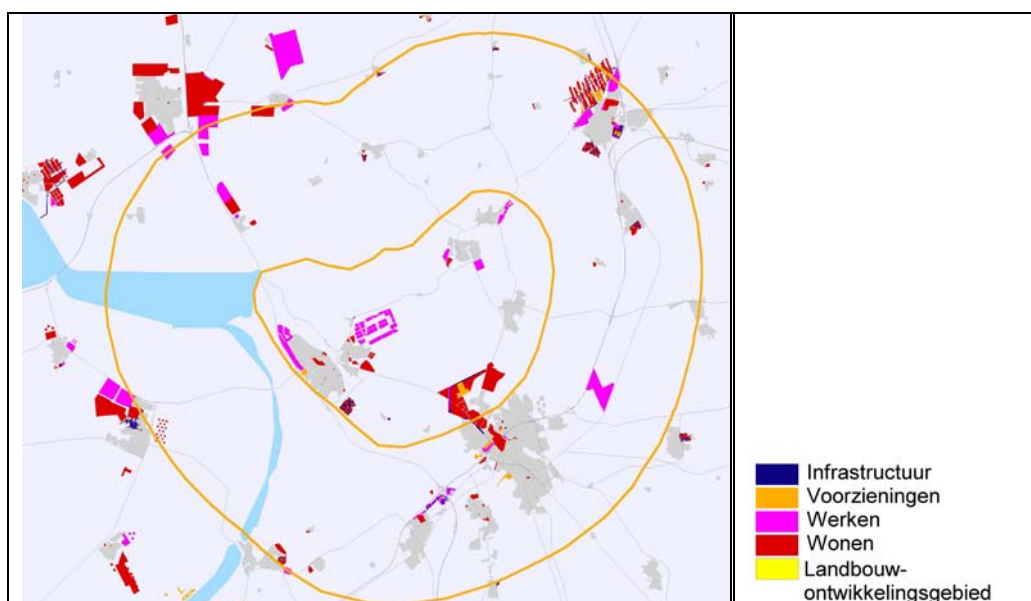 Infrastructuur
Voorzieningen
Werken
Wonen
Landbouw-
ontwikkelingsgebied